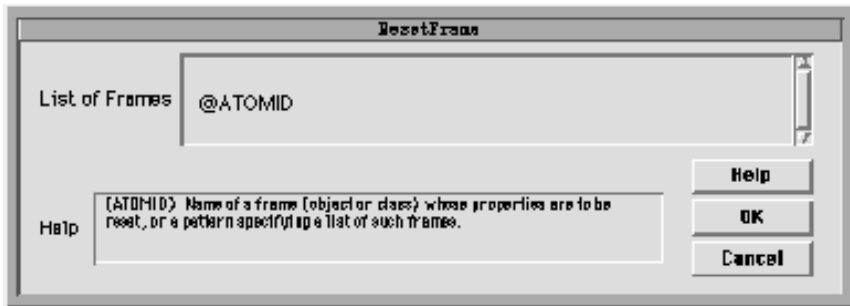 ResetFrame
List of Frames
@ATOMID
Help
(ATOMID) Name of a frame (object or class) whose properties are to be
reset, or a pattern specifying a list of such frames.
Help
OK
Cancel